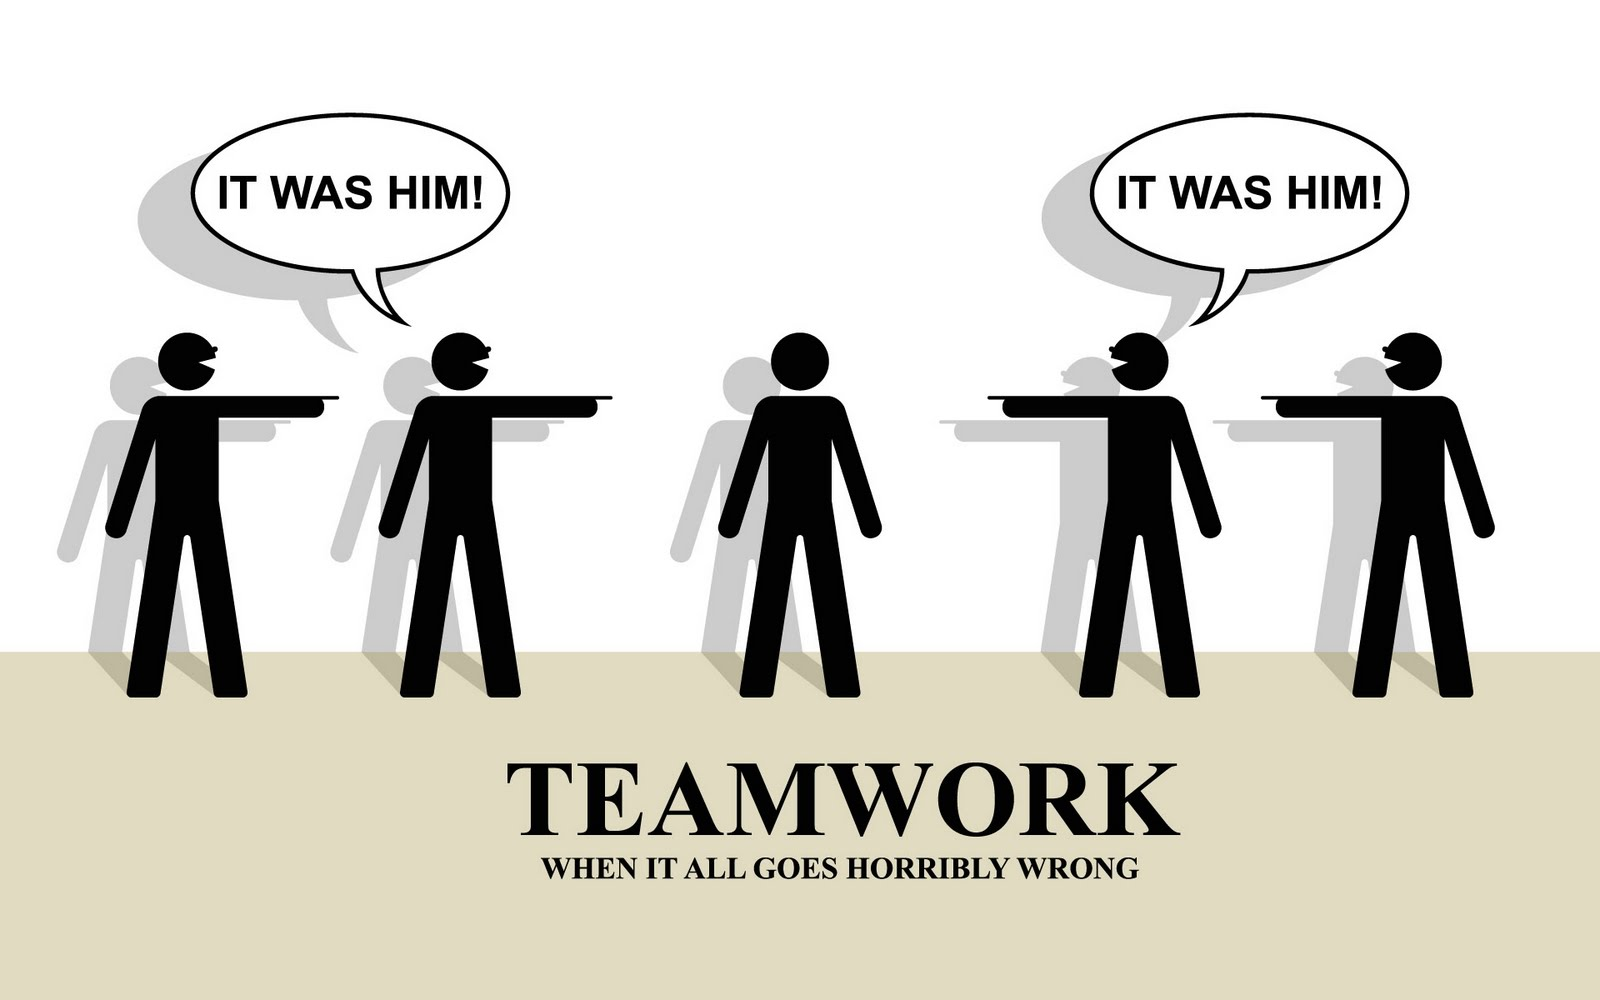 IT WAS HIM!
IT WAS HIM!
TEAMWORK
WHEN IT ALL GOES HORRIBLY WRONG